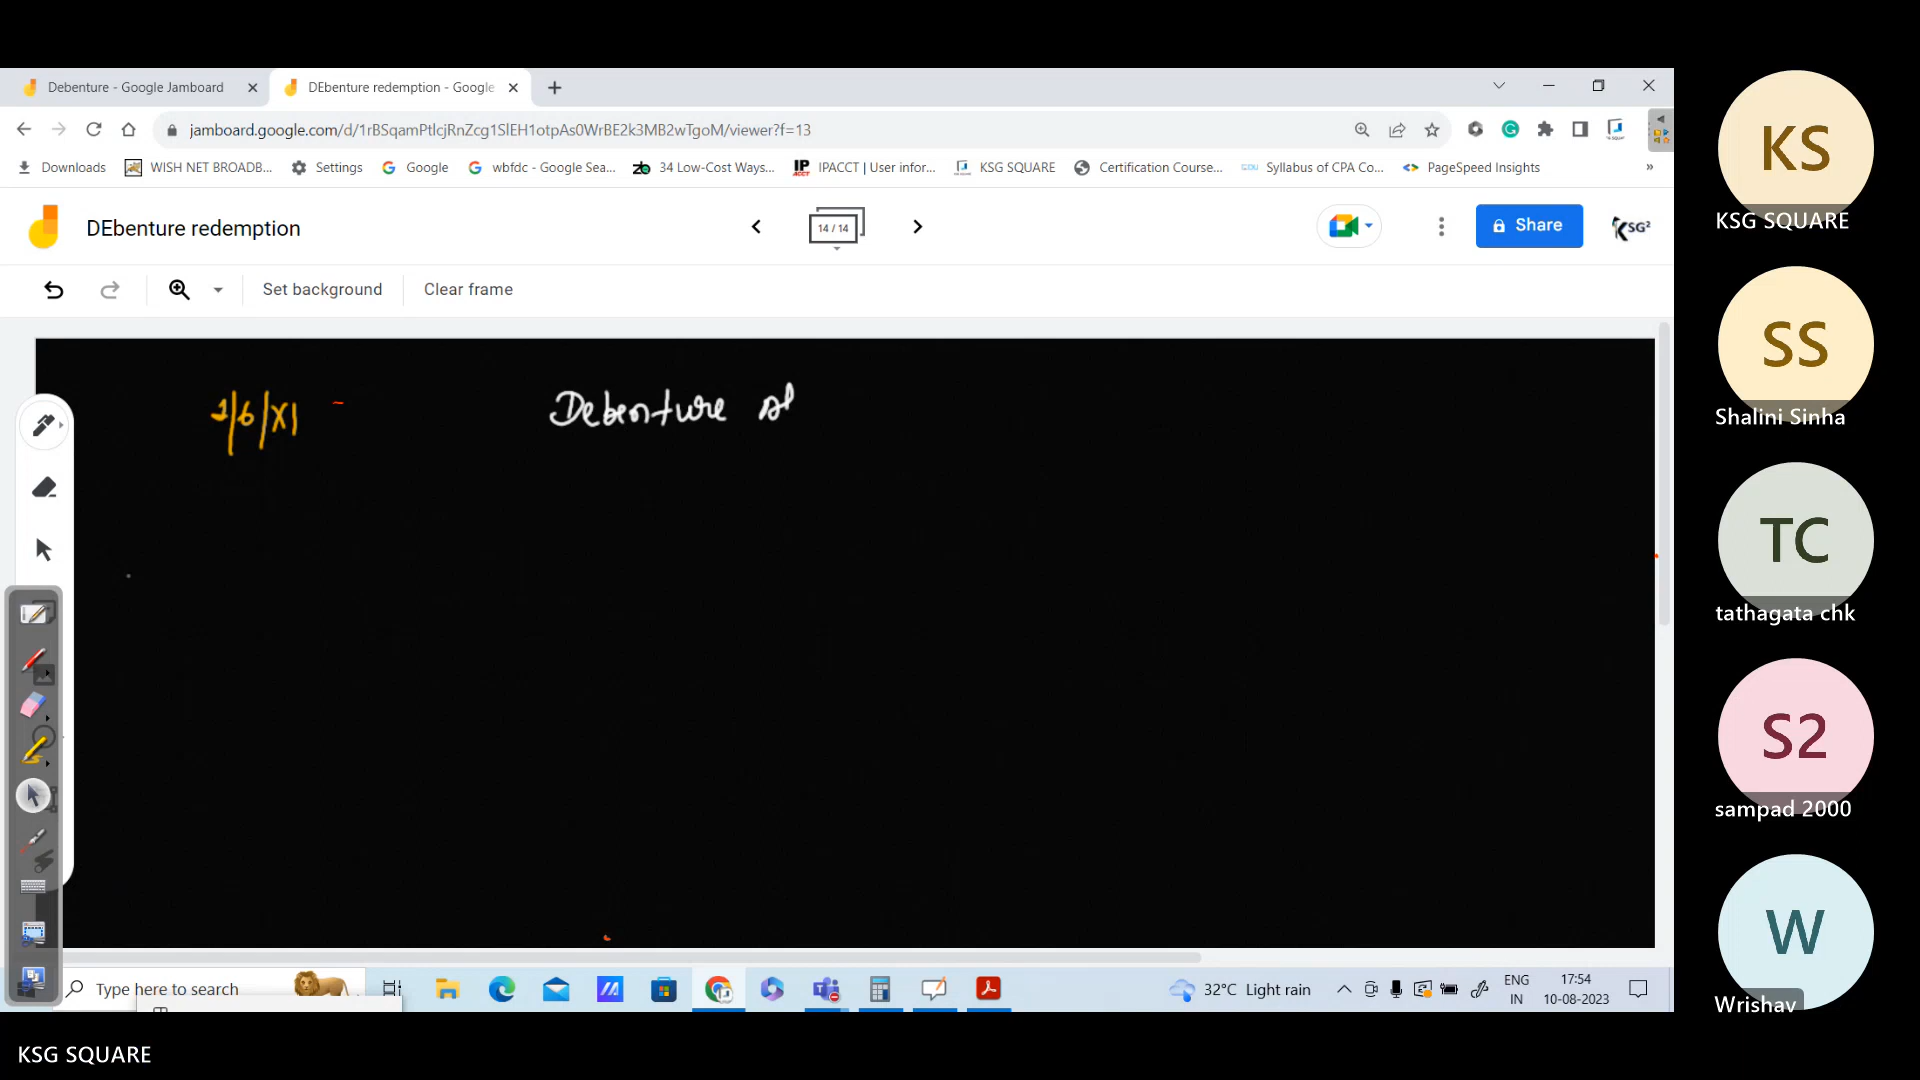 Debenture - Google Jamboard
DEbenture redemption - Google
jamboard.google.com/d/1rBSqamPtlcjRnZcg1SlEH1otpAs0WrBE2k3MB2wTgoM/viewer?f=13
Downloads WISH NET BROADB... Settings Google wbfdc - Google Sea... 34 Low-Cost Ways... IPACCT | User infor... KSG SQUARE Certification Course... Syllabus of CPA Co... PageSpeed Insights »
DEbenture redemption
14 / 14
Share
KSG²
Set background Clear frame
1/6/X1 - Debenture
Type here to search
32°C Light rain
ENG
IN
17:54
10-08-2023
KS
KSG SQUARE
SS
Shalini Sinha
TC
tathagata chk
S2
sampad 2000
W
Wrishav
KSG SQUARE